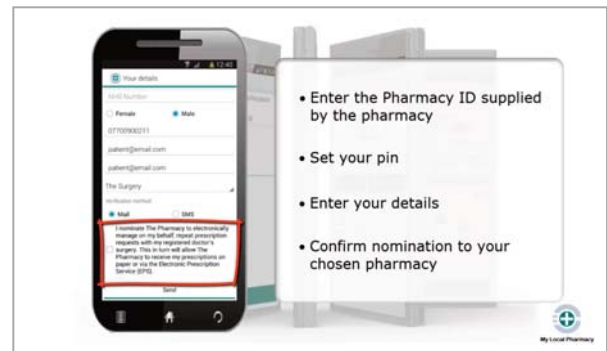 12:40
Your details
NHS Number
Female Male
07700900211
patient@email.com
patient@email.com
The Surgery
Verification method:
Mail SMS
I nominate The Pharmacy to electronically
manage on my behalf, repeat prescription
requests with my registered doctor's
surgery. This in turn will allow The
Pharmacy to receive my prescriptions on
paper or via the Electronic Prescription
Service (EPS).
Send
• Enter the Pharmacy ID supplied
by the pharmacy
• Set your pin
• Enter your details
• Confirm nomination to your
chosen pharmacy
My Local Pharmacy